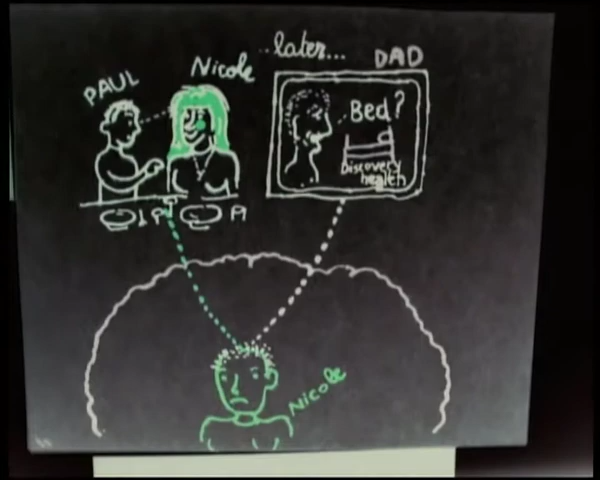 ..later...
DAD
Nicole
PAUL
Bed?
Discovery
health
Nicole